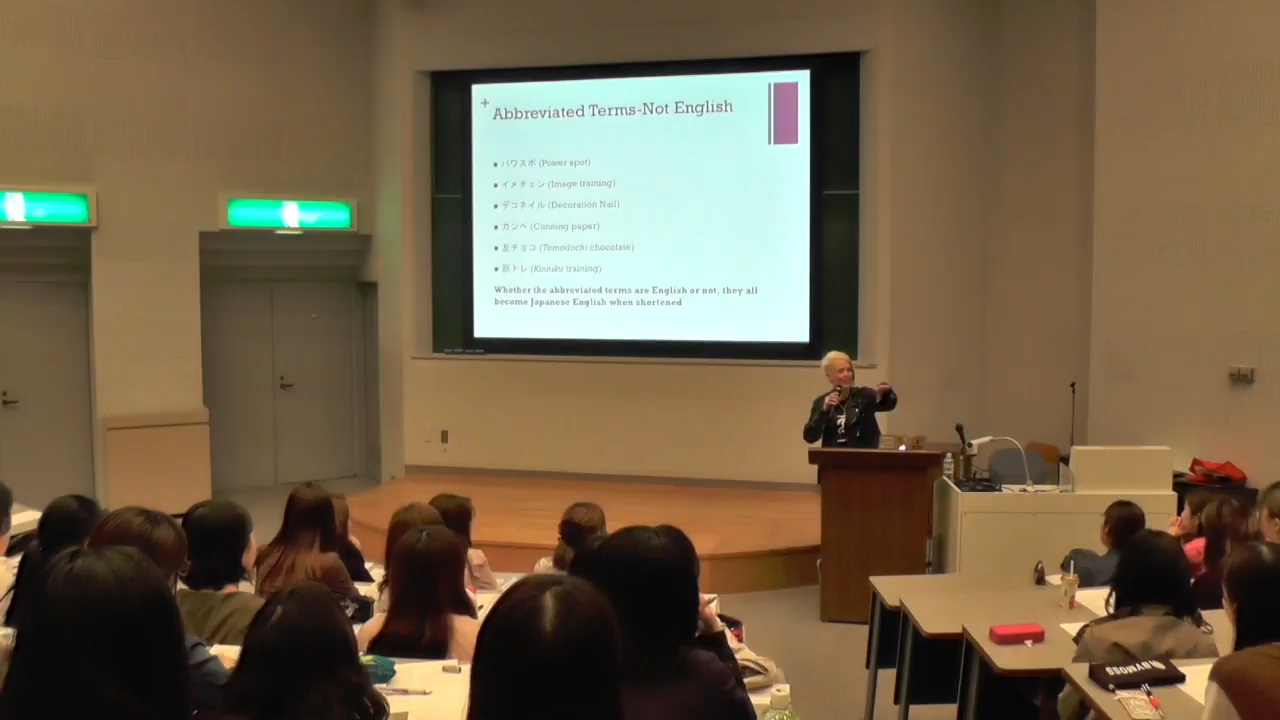 + Abbreviated Terms-Not English
パワスポ (Power spot)
イメチェン (Image training)
デコネイル (Decoration Nail)
カンペ (Cunning paper)
友チョコ (Tomodachi chocolate)
筋トレ (Kinniku training)
Whether the abbreviated terms are English or not, they all
become Japanese English when shortened